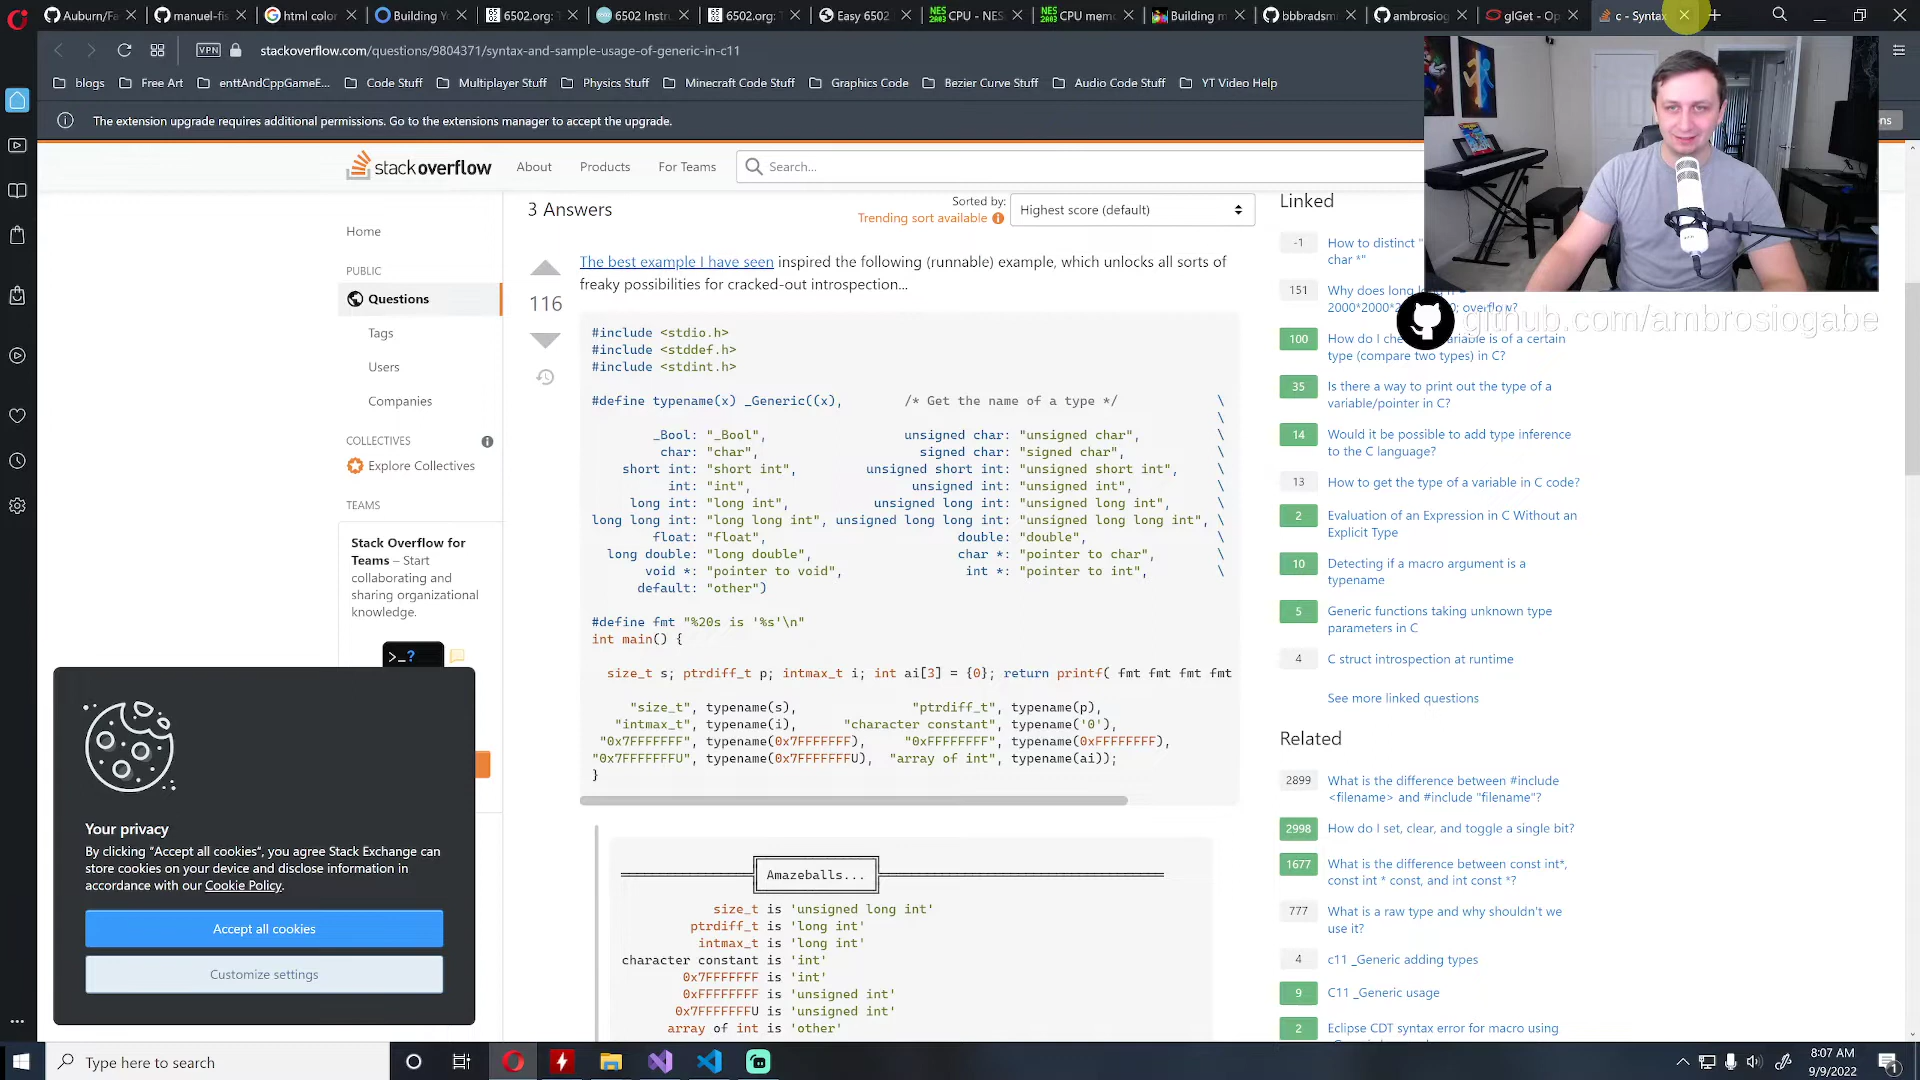 Auburn/Fa
manuel-fis
html color
Building Yo
6502.org: T
6502 Instru
6502.org: T
Easy 6502
CPU - NES
CPU mem
Building m
bbbradsm
ambrosiog
glGet - Op
c - Syntax
VPN
stackoverflow.com/questions/9804371/syntax-and-sample-usage-of-generic-in-c11
blogs
Free Art
enttAndCppGameE...
Code Stuff
Multiplayer Stuff
Physics Stuff
Minecraft Code Stuff
Graphics Code
Bezier Curve Stuff
Audio Code Stuff
YT Video Help
The extension upgrade requires additional permissions. Go to the extensions manager to accept the upgrade.
stackoverflow
About
Products
For Teams
Search...
Home
PUBLIC
Questions
Tags
Users
Companies
COLLECTIVES
Explore Collectives
TEAMS
Stack Overflow for
Teams – Start
collaborating and
sharing organizational
knowledge.
>_?
3 Answers
Sorted by:
Trending sort available
Highest score (default)
116
The best example I have seen inspired the following (runnable) example, which unlocks all sorts of
freaky possibilities for cracked-out introspection...
#include <stdio.h>
#include <stddef.h>
#include <stdint.h>
#define typename(x) _Generic((x),        /* Get the name of a type */             \
\
_Bool: "_Bool",                  unsigned char: "unsigned char",          \
char: "char",                     signed char: "signed char",            \
short int: "short int",         unsigned short int: "unsigned short int",     \
int: "int",                     unsigned int: "unsigned int",           \
long int: "long int",           unsigned long int: "unsigned long int",      \
long long int: "long long int", unsigned long long int: "unsigned long long int", \
float: "float",                         double: "double",                 \
long double: "long double",                   char *: "pointer to char",        \
void *: "pointer to void",                int *: "pointer to int",         \
default: "other")
#define fmt "%20s is '%s'\n"
int main() {
size_t s; ptrdiff_t p; intmax_t i; int ai[3] = {0}; return printf( fmt fmt fmt fmt
"size_t", typename(s),               "ptrdiff_t", typename(p),
"intmax_t", typename(i),      "character constant", typename('0'),
"0x7FFFFFFF", typename(0x7FFFFFFF),     "0xFFFFFFFF", typename(0xFFFFFFFF),
"0x7FFFFFFFU", typename(0x7FFFFFFFU),  "array of int", typename(ai));
}
Amazeballs...
size_t is 'unsigned long int'
ptrdiff_t is 'long int'
intmax_t is 'long int'
character constant is 'int'
0x7FFFFFFF is 'int'
0xFFFFFFFF is 'unsigned int'
0x7FFFFFFFU is 'unsigned int'
array of int is 'other'
Linked
-1
How to distinct "
char *"
151
Why does long
2000*2000*2 overflow?
100
How do I variable is of a certain
type (compare two types) in C?
35
Is there a way to print out the type of a
variable/pointer in C?
14
Would it be possible to add type inference
to the C language?
13
How to get the type of a variable in C code?
2
Evaluation of an Expression in C Without an
Explicit Type
10
Detecting if a macro argument is a
typename
5
Generic functions taking unknown type
parameters in C
4
C struct introspection at runtime
See more linked questions
Related
2899
What is the difference between #include
<filename> and #include "filename"?
2998
How do I set, clear, and toggle a single bit?
1677
What is the difference between const int*,
const int * const, and int const *?
777
What is a raw type and why shouldn't we
use it?
4
c11 _Generic adding types
9
C11 _Generic usage
2
Eclipse CDT syntax error for macro using
github.com/ambrosiogabe
Your privacy
By clicking “Accept all cookies”, you agree Stack Exchange can
store cookies on your device and disclose information in
accordance with our Cookie Policy.
Accept all cookies
Customize settings
Type here to search
8:07 AM
9/9/2022
1